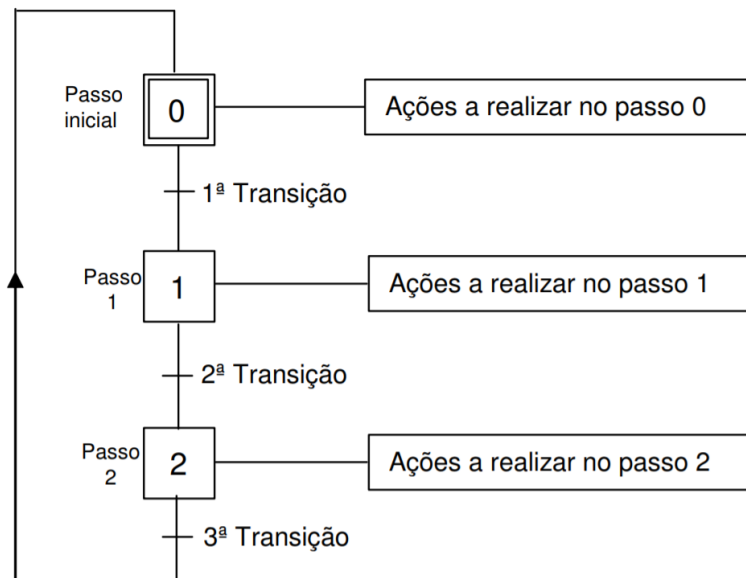 Passo
inicial
0
Ações a realizar no passo 0
1ª Transição
Passo
1
1
Ações a realizar no passo 1
2ª Transição
Passo
2
2
Ações a realizar no passo 2
3ª Transição